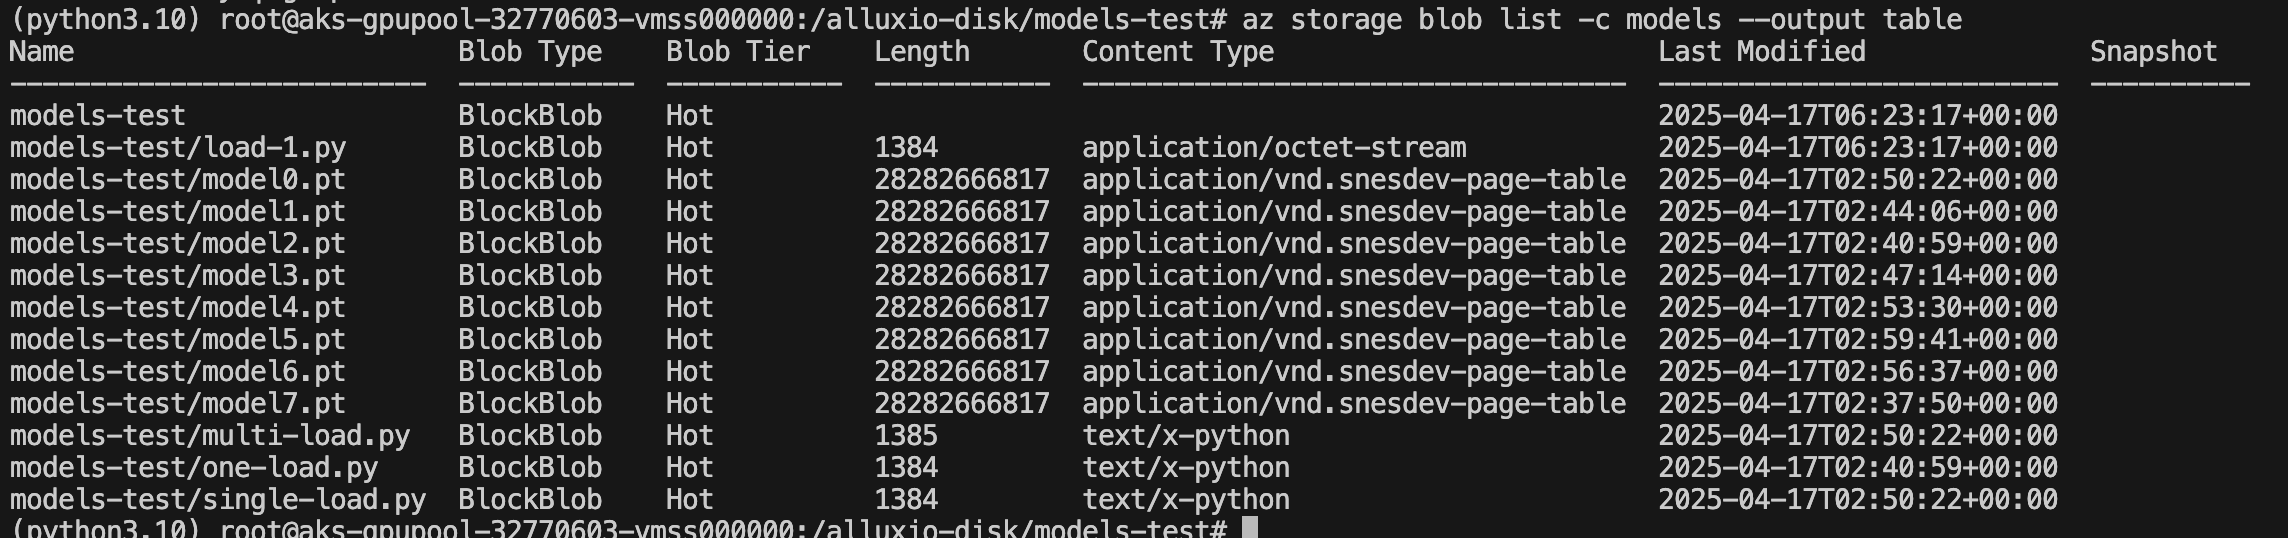 (python3.10) root@aks-gpupool-32770603-vmss000000:/alluxio-disk/models-test# az storage blob list -c models --output table
Name                        Blob Type    Blob Tier    Length       Content Type                        Last Modified              Snapshot
--------------------------  -----------  -----------  -----------  ----------------------------------  -------------------------  ----------
models-test                 BlockBlob    Hot                                                           2025-04-17T06:23:17+00:00
models-test/load-1.py       BlockBlob    Hot          1384         application/octet-stream            2025-04-17T06:23:17+00:00
models-test/model0.pt       BlockBlob    Hot          28282666817  application/vnd.snesdev-page-table  2025-04-17T02:50:22+00:00
models-test/model1.pt       BlockBlob    Hot          28282666817  application/vnd.snesdev-page-table  2025-04-17T02:44:06+00:00
models-test/model2.pt       BlockBlob    Hot          28282666817  application/vnd.snesdev-page-table  2025-04-17T02:40:59+00:00
models-test/model3.pt       BlockBlob    Hot          28282666817  application/vnd.snesdev-page-table  2025-04-17T02:47:14+00:00
models-test/model4.pt       BlockBlob    Hot          28282666817  application/vnd.snesdev-page-table  2025-04-17T02:53:30+00:00
models-test/model5.pt       BlockBlob    Hot          28282666817  application/vnd.snesdev-page-table  2025-04-17T02:59:41+00:00
models-test/model6.pt       BlockBlob    Hot          28282666817  application/vnd.snesdev-page-table  2025-04-17T02:56:37+00:00
models-test/model7.pt       BlockBlob    Hot          28282666817  application/vnd.snesdev-page-table  2025-04-17T02:37:50+00:00
models-test/multi-load.py   BlockBlob    Hot          1385         text/x-python                       2025-04-17T02:50:22+00:00
models-test/one-load.py     BlockBlob    Hot          1384         text/x-python                       2025-04-17T02:40:59+00:00
models-test/single-load.py  BlockBlob    Hot          1384         text/x-python                       2025-04-17T02:50:22+00:00
(python3.10) root@aks-gpupool-32770603-vmss000000:/alluxio-disk/models-test#